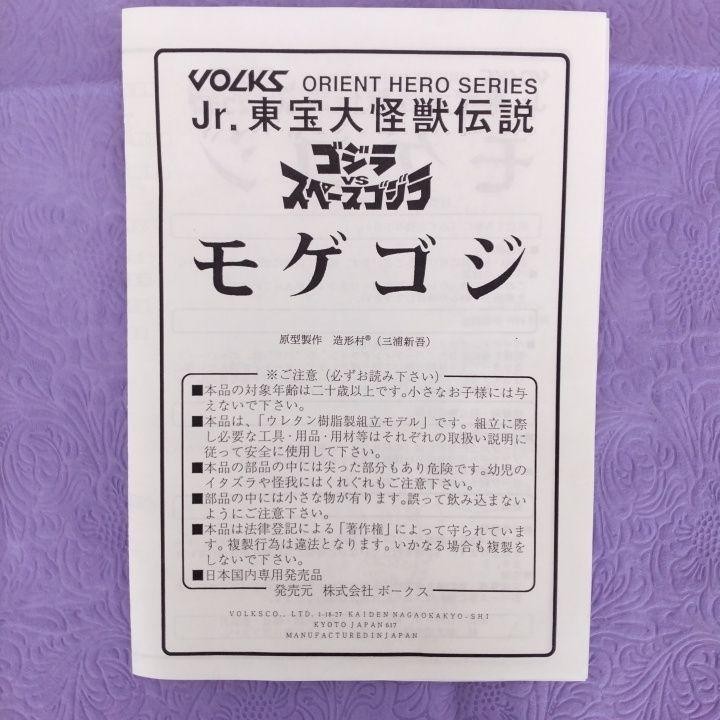 VOLKS ORIENT HERO SERIES
Jr.東宝大怪獣伝説
ゴジラ
VS
スペースゴジラ
モゲゴジ
原型製作 造形村®(三浦新吾)
※ご注意(必ずお読み下さい)
■本品の対象年齢は二十歳以上です。小さなお子様には与
えないで下さい。
■本品は、「ウレタン樹脂製組立モデル」です。組立に際
し必要な工具・用品・用材等はそれぞれの取扱い説明に
従って安全に使用して下さい。
■本品の部品の中には尖った部分もあり危険です。幼児の
イタズラや怪我にはくれぐれもご注意下さい。
■部品の中には小さな物が有ります。誤って飲み込まない
ようにご注意下さい。
■本品は法律登記による「著作権」によって守られていま
す。複製行為は違法となります。いかなる場合も複製を
しないで下さい。
■日本国内専用発売品
発売元 株式会社 ボークス
VOLKSCO., LTD. 1-18-27 KAIDEN NAGAOKAKYO-SHI
KYOTO JAPAN 617
MANUFACTURED IN JAPAN